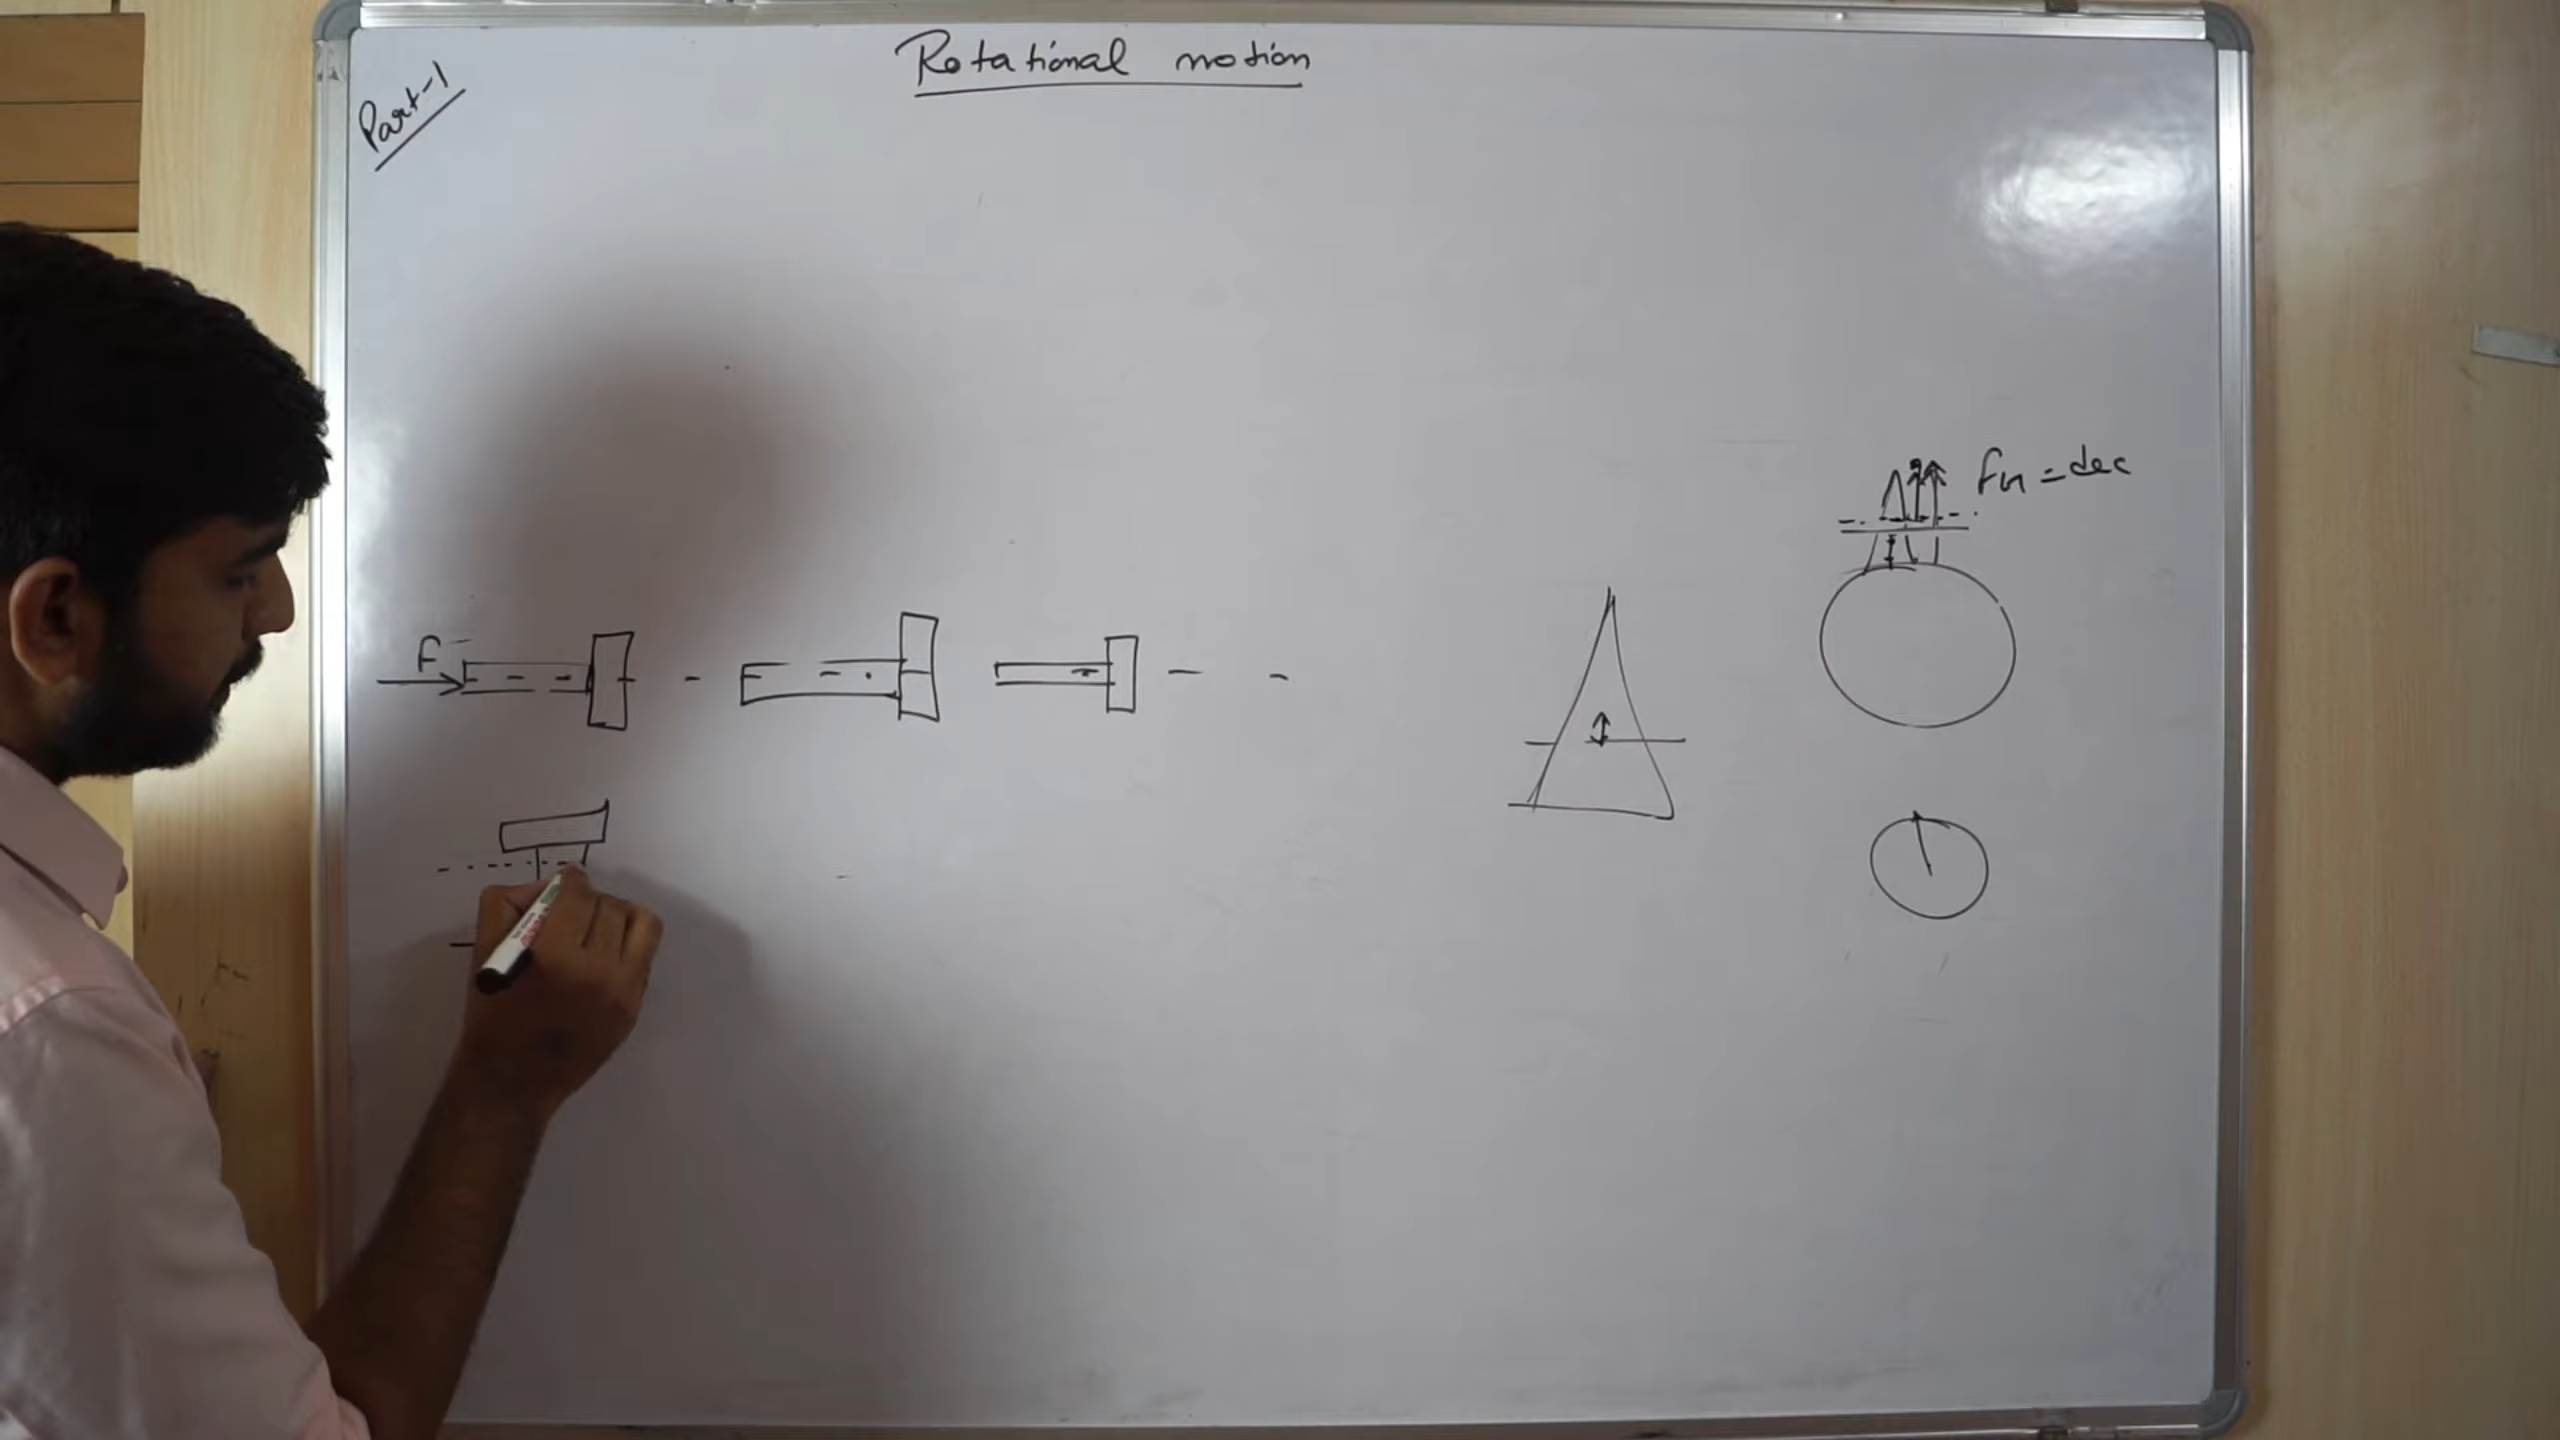 Rotational motion
Part-1
Fn = dec
F